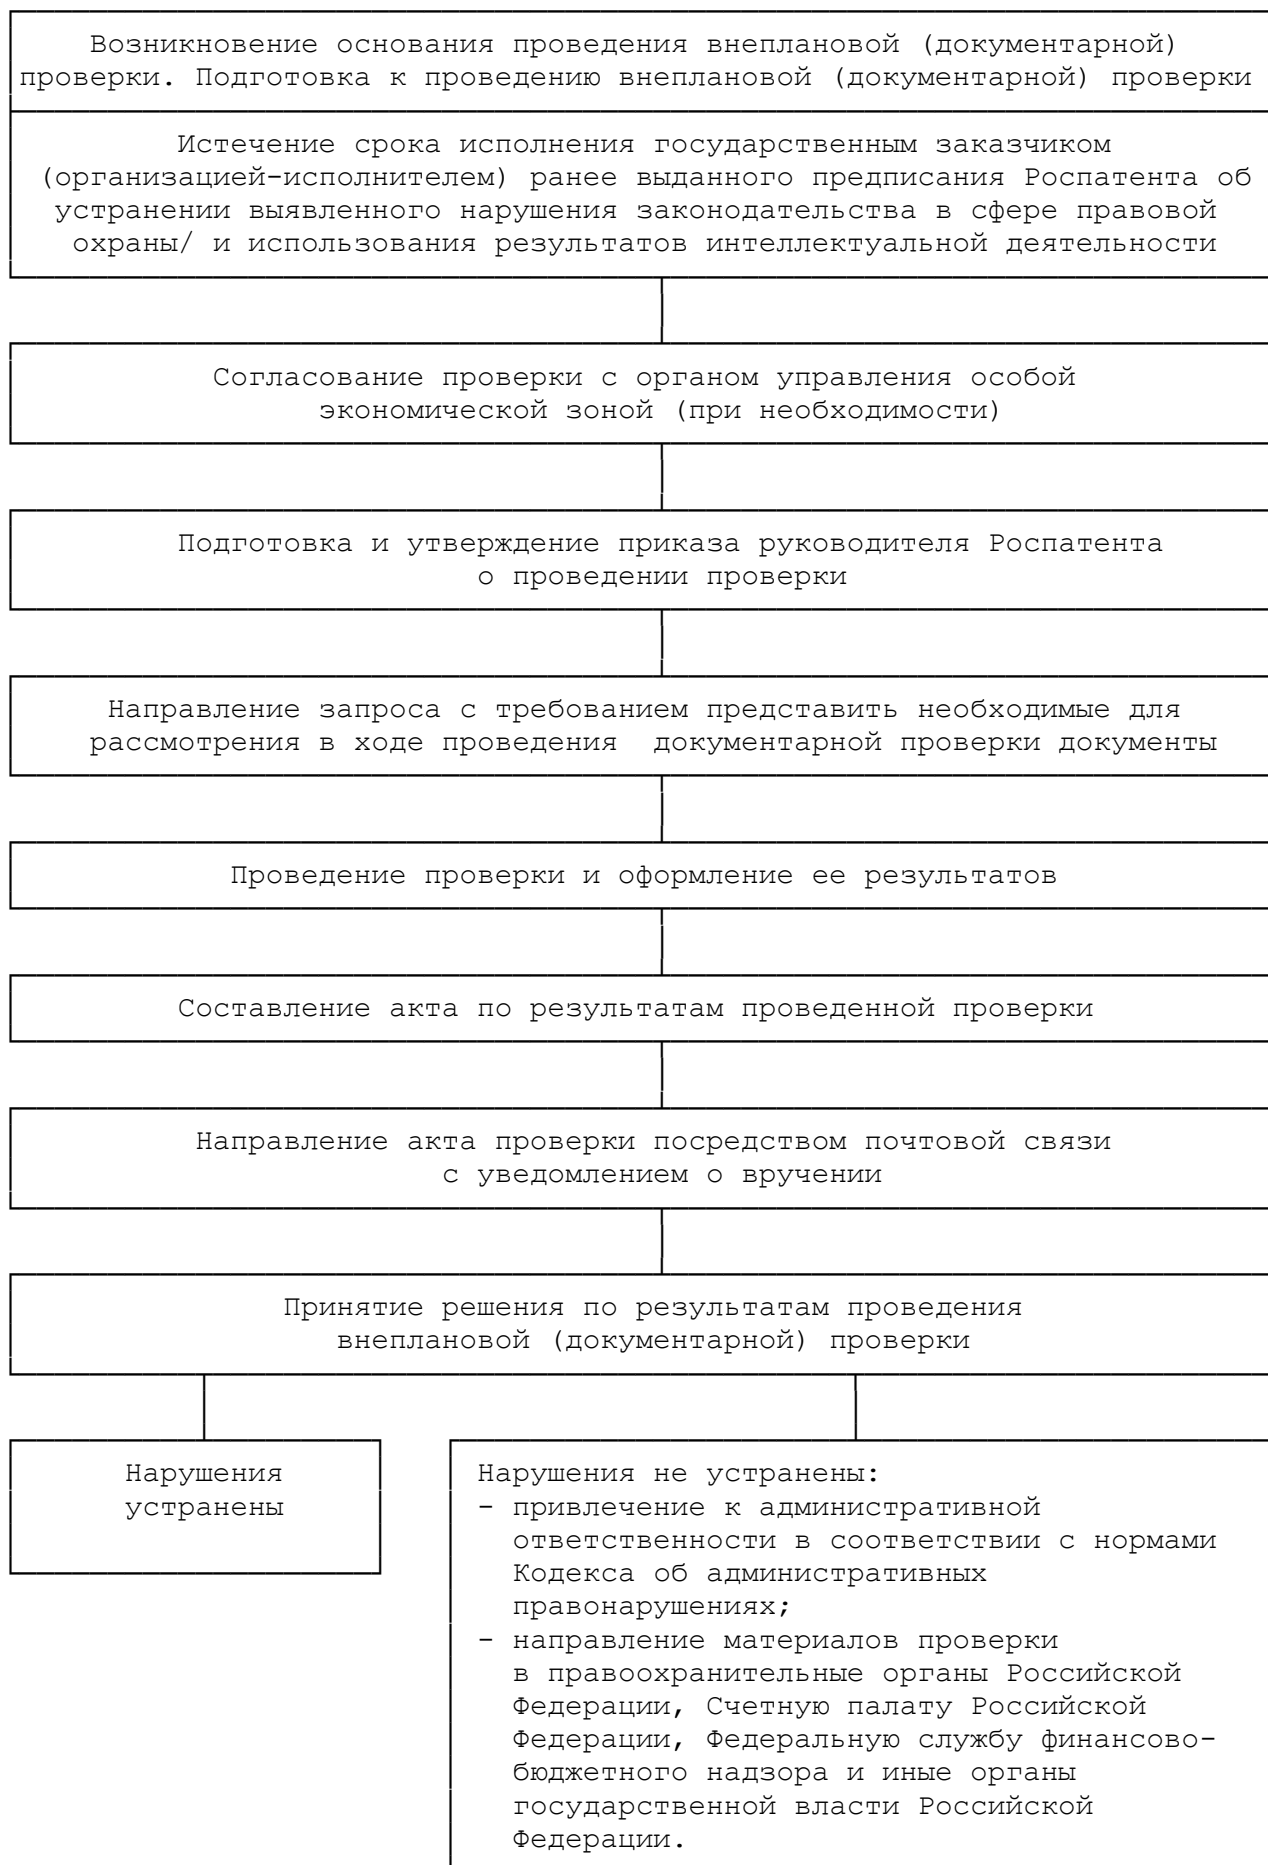 Возникновение основания проведения внеплановой (документарной)
проверки. Подготовка к проведению внеплановой (документарной) проверки
Истечение срока исполнения государственным заказчиком
(организацией-исполнителем) ранее выданного предписания Роспатента об
устранении выявленного нарушения законодательства в сфере правовой
охраны/ и использования результатов интеллектуальной деятельности
Согласование проверки с органом управления особой
экономической зоной (при необходимости)
Подготовка и утверждение приказа руководителя Роспатента
о проведении проверки
Направление запроса с требованием представить необходимые для
рассмотрения в ходе проведения  документарной проверки документы
Проведение проверки и оформление ее результатов
Составление акта по результатам проведенной проверки
Направление акта проверки посредством почтовой связи
с уведомлением о вручении
Принятие решения по результатам проведения
внеплановой (документарной) проверки
Нарушения
устранены
Нарушения не устранены:
- привлечение к административной
ответственности в соответствии с нормами
Кодекса об административных
правонарушениях;
- направление материалов проверки
в правоохранительные органы Российской
Федерации, Счетную палату Российской
Федерации, Федеральную службу финансово-
бюджетного надзора и иные органы
государственной власти Российской
Федерации.